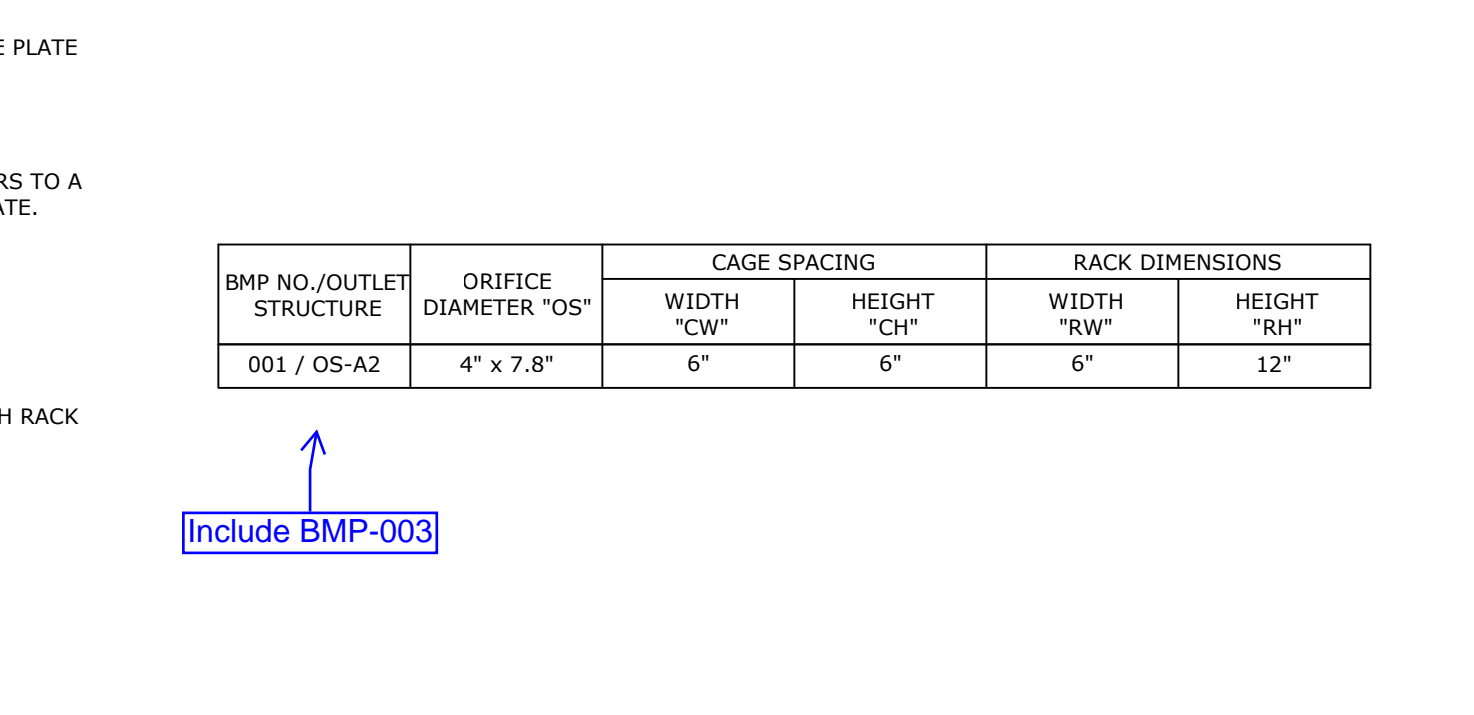 E PLATE
RS TO A
ATE.
H RACK
BMP NO./OUTLET
STRUCTURE
ORIFICE
DIAMETER "OS"
CAGE SPACING
RACK DIMENSIONS
WIDTH
"CW"
HEIGHT
"CH"
WIDTH
"RW"
HEIGHT
"RH"
001 / OS-A2
4" x 7.8"
6"
6"
6"
12"
Include BMP-003